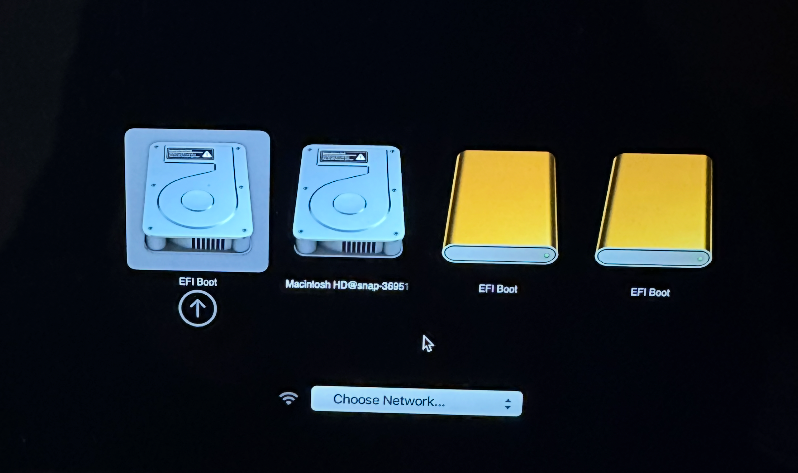 EFI Boot
Macintosh HD@snap-36951
EFI Boot
EFI Boot
Choose Network...